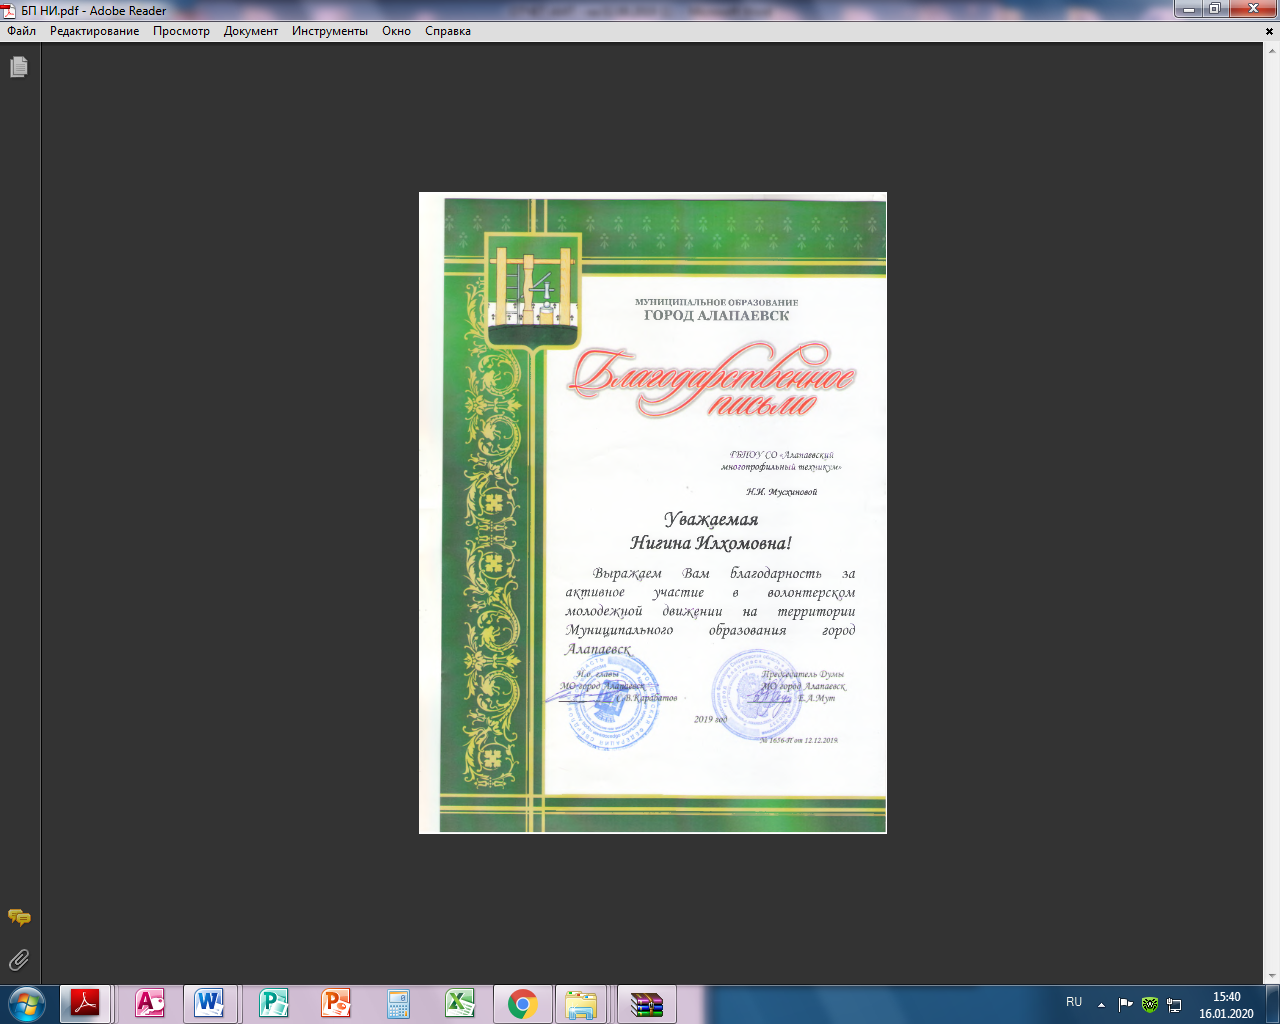 БП НИ.pdf - Adobe Reader
Файл Редактирование Просмотр Документ Инструменты Окно Справка
МУНИЦИПАЛЬНОЕ ОБРАЗОВАНИЕ
ГОРОД АЛАПАЕВСК
Благодарственное
письмо
ГБПОУ СО «Алапаевский
многопрофильный техникум»
Н.И. Мусхиновой
Уважаемая
Нигина Илхомовна!
Выражаем Вам благодарность за
активное участие в волонтерском
молодежной движении на территории
Муниципального образования город
Алапаевск
И.о. главы
МО город Алапаевск
С.В.Карабатов
Председатель Думы
МО город Алапаевск
Е.А.Мут
2019 год
№ 1656-П от 12.12.2019.
RU
15:40
16.01.2020